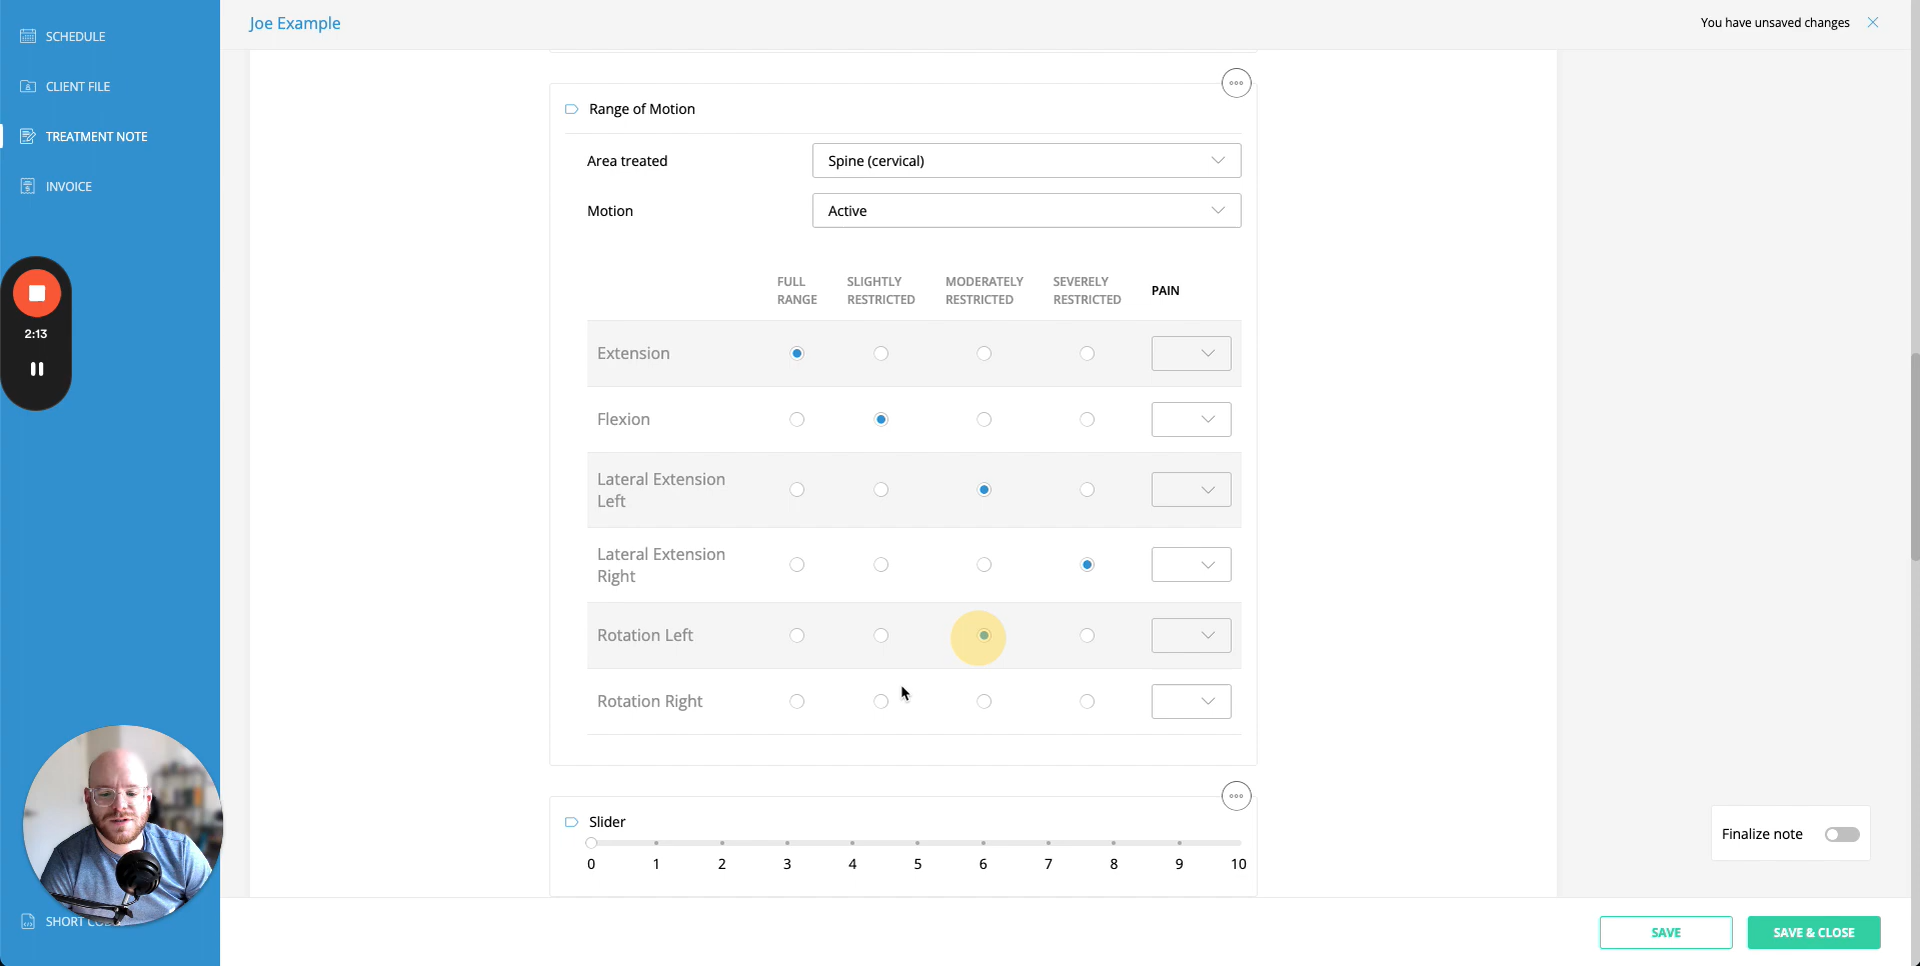 SCHEDULE
CLIENT FILE
TREATMENT NOTE
INVOICE
2:13
SHORT
Joe Example
You have unsaved changes
Range of Motion
Area treated
Spine (cervical)
Motion
Active
FULL RANGE
SLIGHTLY RESTRICTED
MODERATELY RESTRICTED
SEVERELY RESTRICTED
PAIN
Extension
Flexion
Lateral Extension
Left
Lateral Extension
Right
Rotation Left
Rotation Right
Slider
0 1 2 3 4 5 6 7 8 9 10
Finalize note
SAVE
SAVE & CLOSE